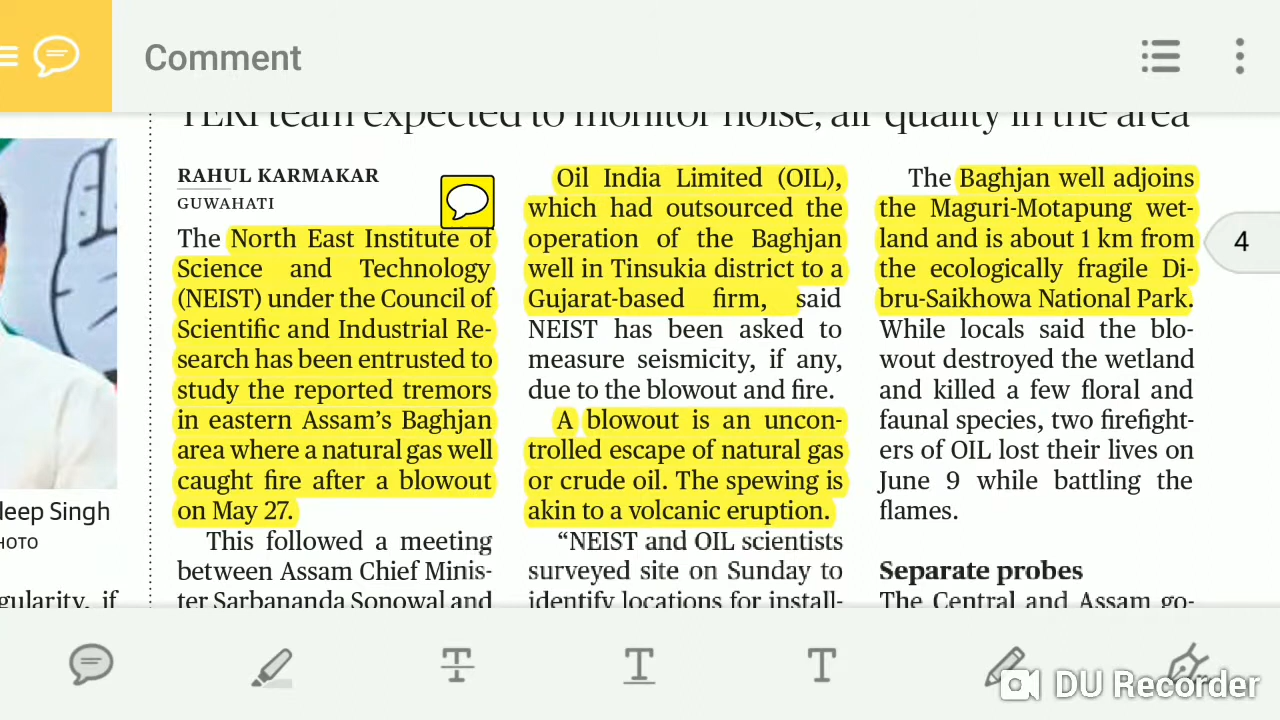 Comment
TERI team expected to monitor noise, air quality in the area
RAHUL KARMAKAR
GUWAHATI
The North East Institute of
Science and Technology
(NEIST) under the Council of
Scientific and Industrial Re-
search has been entrusted to
study the reported tremors
in eastern Assam's Baghjan
area where a natural gas well
caught fire after a blowout
on May 27.
This followed a meeting
between Assam Chief Minis-
ter Sarbananda Sonowal and
Oil India Limited (OIL),
which had outsourced the
operation of the Baghjan
well in Tinsukia district to a
Gujarat-based firm, said
NEIST has been asked to
measure seismicity, if any,
due to the blowout and fire.
A blowout is an uncon-
trolled escape of natural gas
or crude oil. The spewing is
akin to a volcanic eruption.
"NEIST and OIL scientists
surveyed site on Sunday to
identify locations for install-
The Baghjan well adjoins
the Maguri-Motapung wet-
land and is about 1 km from
the ecologically fragile Di-
bru-Saikhowa National Park.
While locals said the blo-
wout destroyed the wetland
and killed a few floral and
faunal species, two firefight-
ers of OIL lost their lives on
June 9 while battling the
flames.
Separate probes
The Central and Assam go-
4
deep Singh
HOTO
gularity, if
T
T
T
DU Recorder